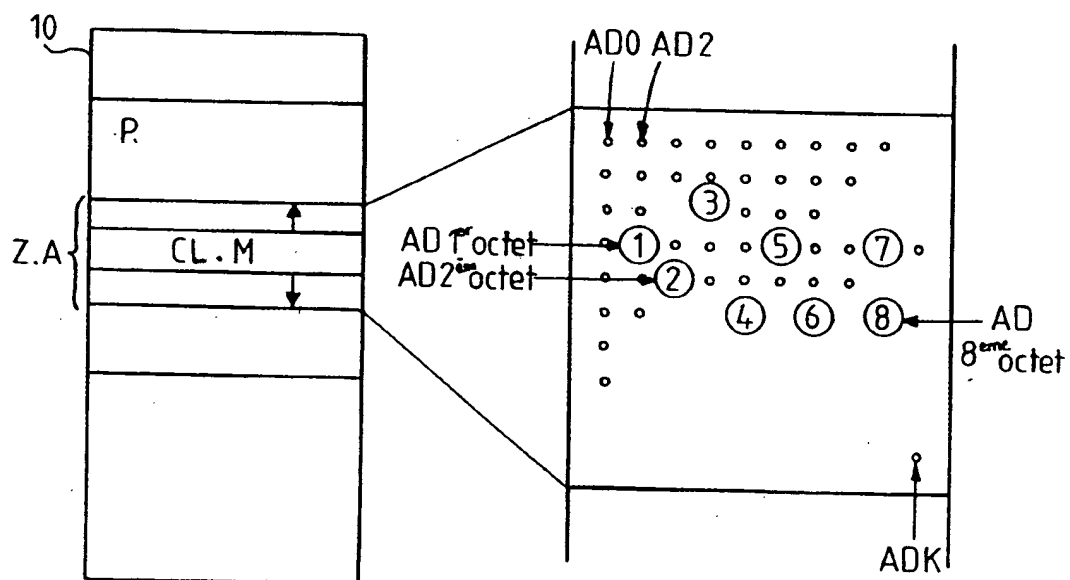 10
AD0 AD2
P.
3
Z.A
CL.M
AD 1er octet
1
5
7
AD2ème octet
2
4
6
8
AD
8eme octet
ADK